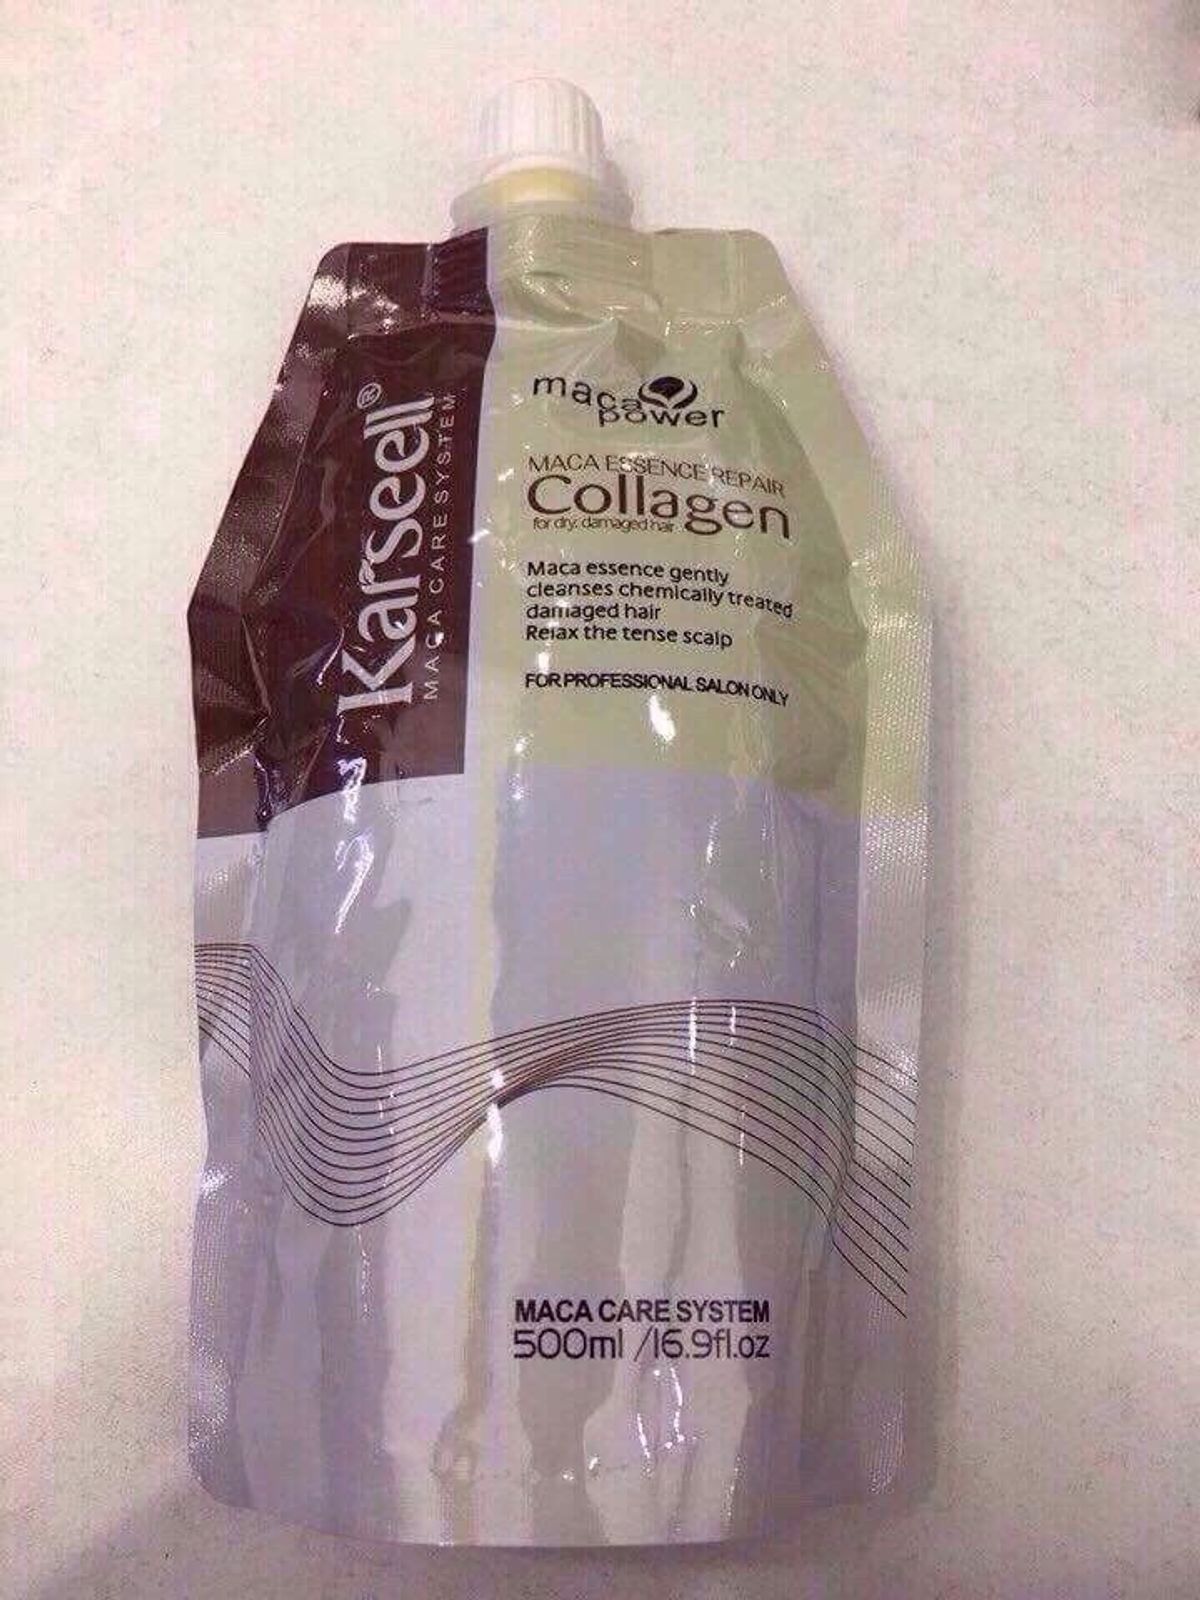 Karseell®
MACA CARE SYSTEM
maca
power
MACA ESSENCE REPAIR
Collagen
for dry. damaged hair
Maca essence gently
cleanses chemically treated
damaged hair
Relax the tense scalp
FOR PROFESSIONAL SALON ONLY
MACA CARE SYSTEM
500ml /16.9fl.oz